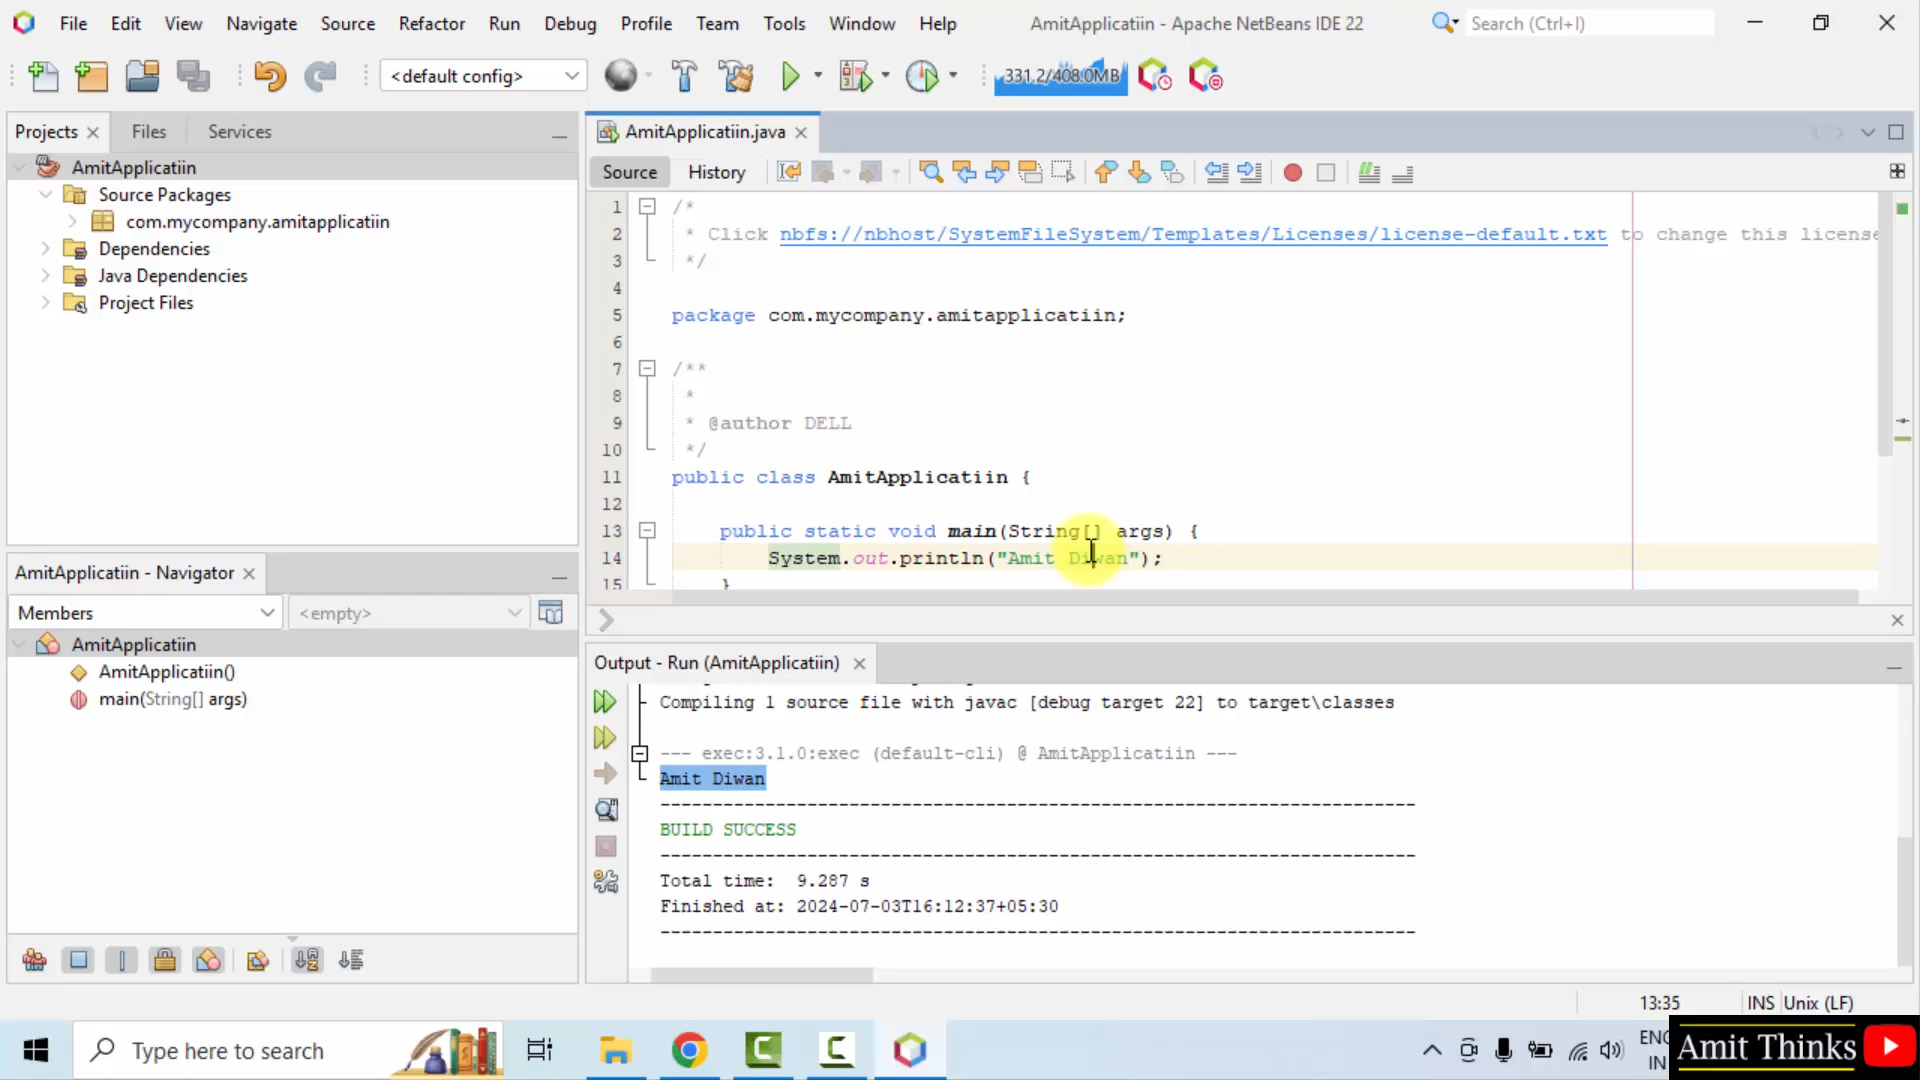 File Edit View Navigate Source Refactor Run Debug Profile Team Tools Window Help
AmitApplicatiin - Apache NetBeans IDE 22
Search (Ctrl+I)
<default config>
331.2/408.0MB
Projects Files Services
AmitApplicatiin
Source Packages
com.mycompany.amitapplicatiin
Dependencies
Java Dependencies
Project Files
AmitApplicatiin.java
Source History
1 /*
2 * Click nbfs://nbhost/SystemFileSystem/Templates/Licenses/license-default.txt to change this license
3 */
4
5 package com.mycompany.amitapplicatiin;
6
7 /**
8 *
9 * @author DELL
10 */
11 public class AmitApplicatiin {
12
13 public static void main(String[] args) {
14 System.out.println("Amit Diwan");
15 }
AmitApplicatiin - Navigator
Members <empty>
AmitApplicatiin
AmitApplicatiin()
main(String[] args)
Output - Run (AmitApplicatiin)
Compiling 1 source file with javac [debug target 22] to target\classes
--- exec:3.1.0:exec (default-cli) @ AmitApplicatiin ---
Amit Diwan
------------------------------------------------------------------------
BUILD SUCCESS
------------------------------------------------------------------------
Total time: 9.287 s
Finished at: 2024-07-03T16:12:37+05:30
------------------------------------------------------------------------
13:35 INS Unix (LF)
Type here to search
ENG
IN
Amit Thinks